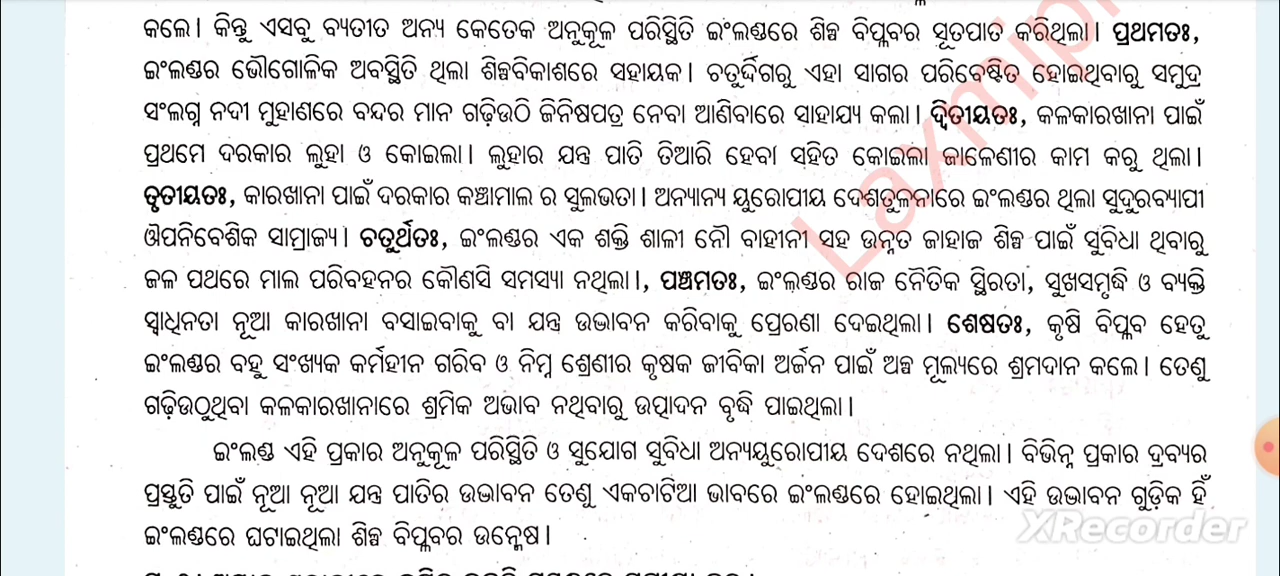 କଲେ। କିନ୍ତୁ ଏସବୁ ବ୍ୟତୀତ ଅନ୍ୟ କେତେକ ଅନୁକୂଳ ପରିସ୍ଥିତି ଇଂଲଣ୍ଡରେ ଶିଳ୍ପ ବିପ୍ଳବର ସୂତ୍ରପାତ କରିଥିଲା। ପ୍ରଥମତଃ,
ଇଂଲଣ୍ଡର ଭୌଗୋଳିକ ଅବସ୍ଥିତି ଥିଲା ଶିଳ୍ପବିକାଶରେ ସହାୟକ। ଚତୁର୍ଦ୍ଦିଗରୁ ଏହା ସାଗର ପରିବେଷ୍ଟିତ ହୋଇଥିବାରୁ ସମୁଦ୍ର
ସଂଲଗ୍ନ ନଦୀ ମୁହାଣରେ ବନ୍ଦର ମାନ ଗଢ଼ିଉଠି ଜିନିଷପତ୍ର ନେବା ଆଣିବାରେ ସାହାଯ୍ୟ କଲା। ଦ୍ୱିତୀୟତଃ, କଳକାରଖାନା ପାଇଁ
ପ୍ରଥମେ ଦରକାର ଲୁହା ଓ କୋଇଲା। ଲୁହାର ଯନ୍ତ୍ର ପାତି ତିଆରି ହେବା ସହିତ କୋଇଲା ଜାଳେଣୀର କାମ କରୁ ଥିଲା।
ତୃତୀୟତଃ, କାରଖାନା ପାଇଁ ଦରକାର କଞ୍ଚାମାଲ ର ସୁଲଭତା। ଅନ୍ୟାନ୍ୟ ୟୁରୋପୀୟ ଦେଶତୁଳନାରେ ଇଂଲଣ୍ଡର ଥିଲା ସୁଦୁରବ୍ୟାପୀ
ଔପନିବେଶିକ ସାମ୍ରାଜ୍ୟ। ଚତୁର୍ଥତଃ, ଇଂଲଣ୍ଡର ଏକ ଶକ୍ତି ଶାଳୀ ନୌ ବାହୀନୀ ସହ ଉନ୍ନତ ଜାହାଜ ଶିଳ୍ପ ପାଇଁ ସୁବିଧା ଥିବାରୁ
ଜଳ ପଥରେ ମାଲ ପରିବହନର କୌଣସି ସମସ୍ୟା ନଥିଲା।, ପଞ୍ଚମତଃ, ଇଂଲଣ୍ଡର ରାଜ ନୈତିକ ସ୍ଥିରତା, ସୁଖସମୃଦ୍ଧି ଓ ବ୍ୟକ୍ତି
ସ୍ୱାଧିନତା ନୂଆ କାରଖାନା ବସାଇବାକୁ ବା ଯନ୍ତ୍ର ଉଦ୍ଭାବନ କରିବାକୁ ପ୍ରେରଣା ଦେଇଥିଲା। ଶେଷତଃ, କୃଷି ବିପ୍ଳବ ହେତୁ
ଇଂଲଣ୍ଡର ବହୁ ସଂଖ୍ୟକ କର୍ମହୀନ ଗରିବ ଓ ନିମ୍ନ ଶ୍ରେଣୀର କୃଷକ ଜୀବିକା ଅର୍ଜନ ପାଇଁ ଅଳ୍ପ ମୂଲ୍ୟରେ ଶ୍ରମଦାନ କଲେ। ତେଣୁ
ଗଢ଼ିଉଠୁଥିବା କଳକାରଖାନାରେ ଶ୍ରମିକ ଅଭାବ ନଥିବାରୁ ଉତ୍ପାଦନ ବୃଦ୍ଧି ପାଇଥିଲା।
ଇଂଲଣ୍ଡ ଏହି ପ୍ରକାର ଅନୁକୂଳ ପରିସ୍ଥିତି ଓ ସୁଯୋଗ ସୁବିଧା ଅନ୍ୟୟୁରୋପୀୟ ଦେଶରେ ନଥିଲା। ବିଭିନ୍ନ ପ୍ରକାର ଦ୍ରବ୍ୟର
ପ୍ରସ୍ତୁତି ପାଇଁ ନୂଆ ନୂଆ ଯନ୍ତ୍ର ପାତିର ଉଦ୍ଭାବନ ତେଣୁ ଏକଚାଟିଆ ଭାବରେ ଇଂଲଣ୍ଡରେ ହୋଇଥିଲା। ଏହି ଉଦ୍ଭାବନ ଗୁଡ଼ିକ ହିଁ
ଇଂଲଣ୍ଡରେ ଘଟାଇଥିଲା ଶିଳ୍ପ ବିପ୍ଳବର ଉନ୍ମେଷ।
XRecorder